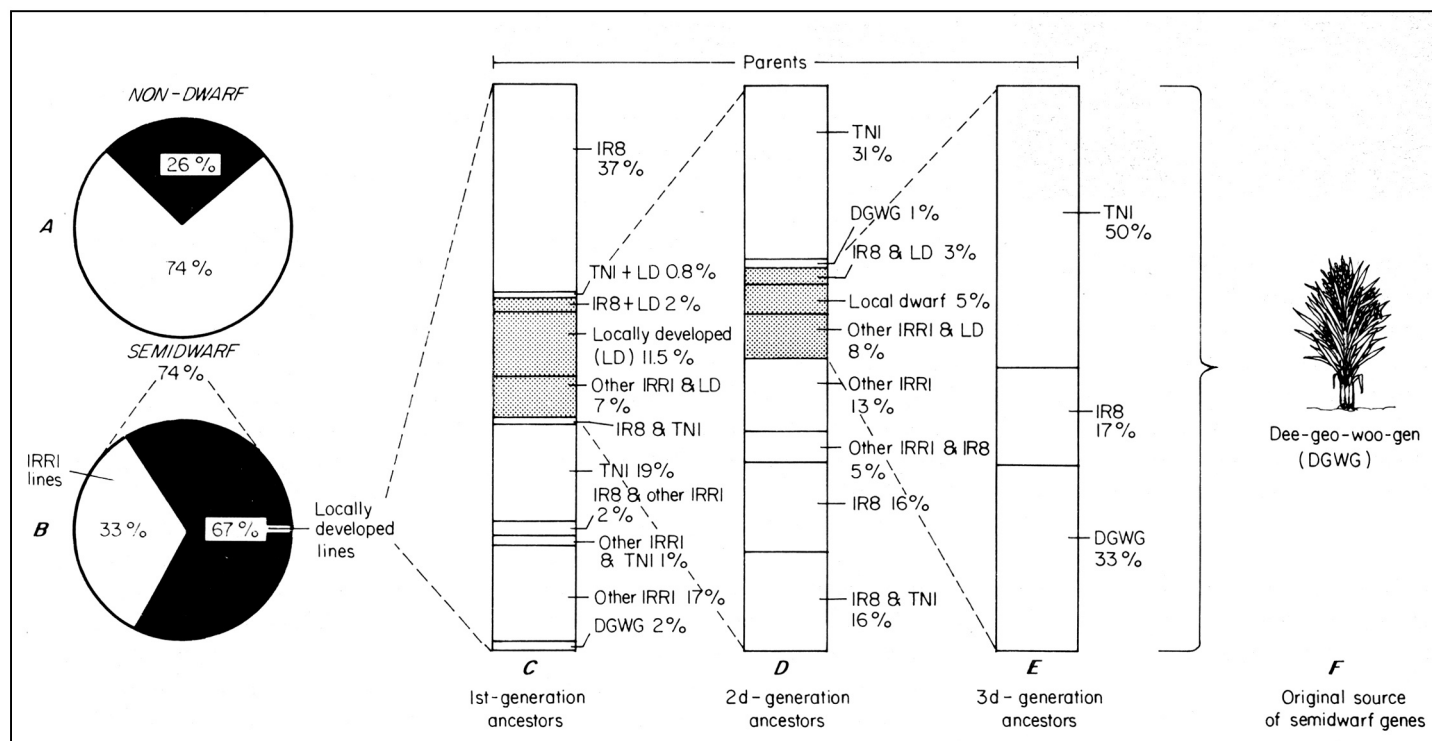 Parents
NON-DWARF
26%
A
74%
SEMIDWARF
74%
IRRI
lines
33%
67%
B
Locally
developed
lines
IR8
37%
TNI + LD 0.8%
IR8 + LD 2%
Locally developed
(LD) 11.5%
Other IRRI & LD
7%
IR8 & TNI
TNI 19%
IR8 & other IRRI
2%
Other IRRI
& TNI 1%
Other IRRI 17%
DGWG 2%
C
1st-generation
ancestors
TNI
31%
DGWG 1%
IR8 & LD 3%
Local dwarf 5%
Other IRRI & LD
8%
Other IRRI
13%
Other IRRI & IR8
5%
IR8 16%
IR8 & TNI
16%
D
2d-generation
ancestors
TNI
50%
IR8
17%
DGWG
33%
E
3d-generation
ancestors
Dee-geo-woo-gen
(DGWG)
F
Original source
of semidwarf genes